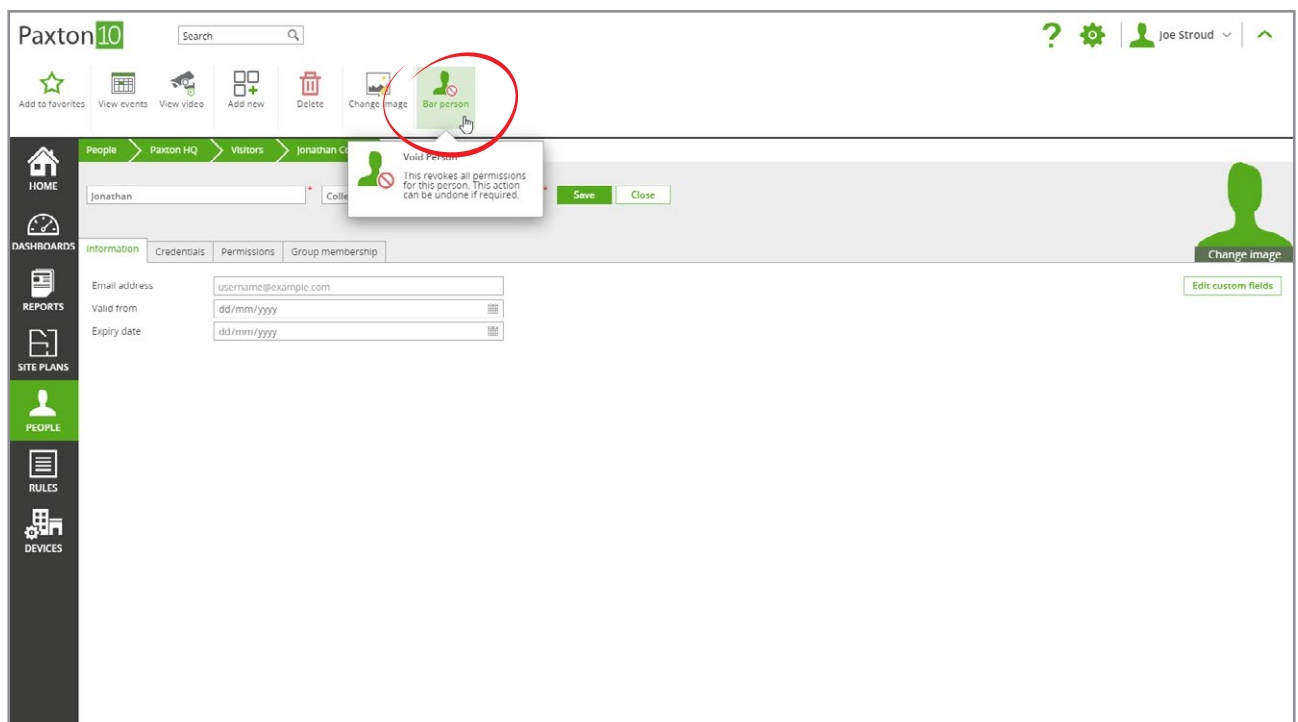 Paxton10
Search
Joe Stroud
Add to favorites
View events
View video
Add new
Delete
Change image
Bar person
HOME
DASHBOARDS
REPORTS
SITE PLANS
PEOPLE
RULES
DEVICES
People
Paxton HQ
Visitors
Jonathan
Void Person
This revokes all permissions
for this person. This action
can be undone if required.
Jonathan
*
*
Save
Close
Change image
Information
Credentials
Permissions
Group membership
Email address
username@example.com
Edit custom fields
Valid from
dd/mm/yyyy
Expiry date
dd/mm/yyyy